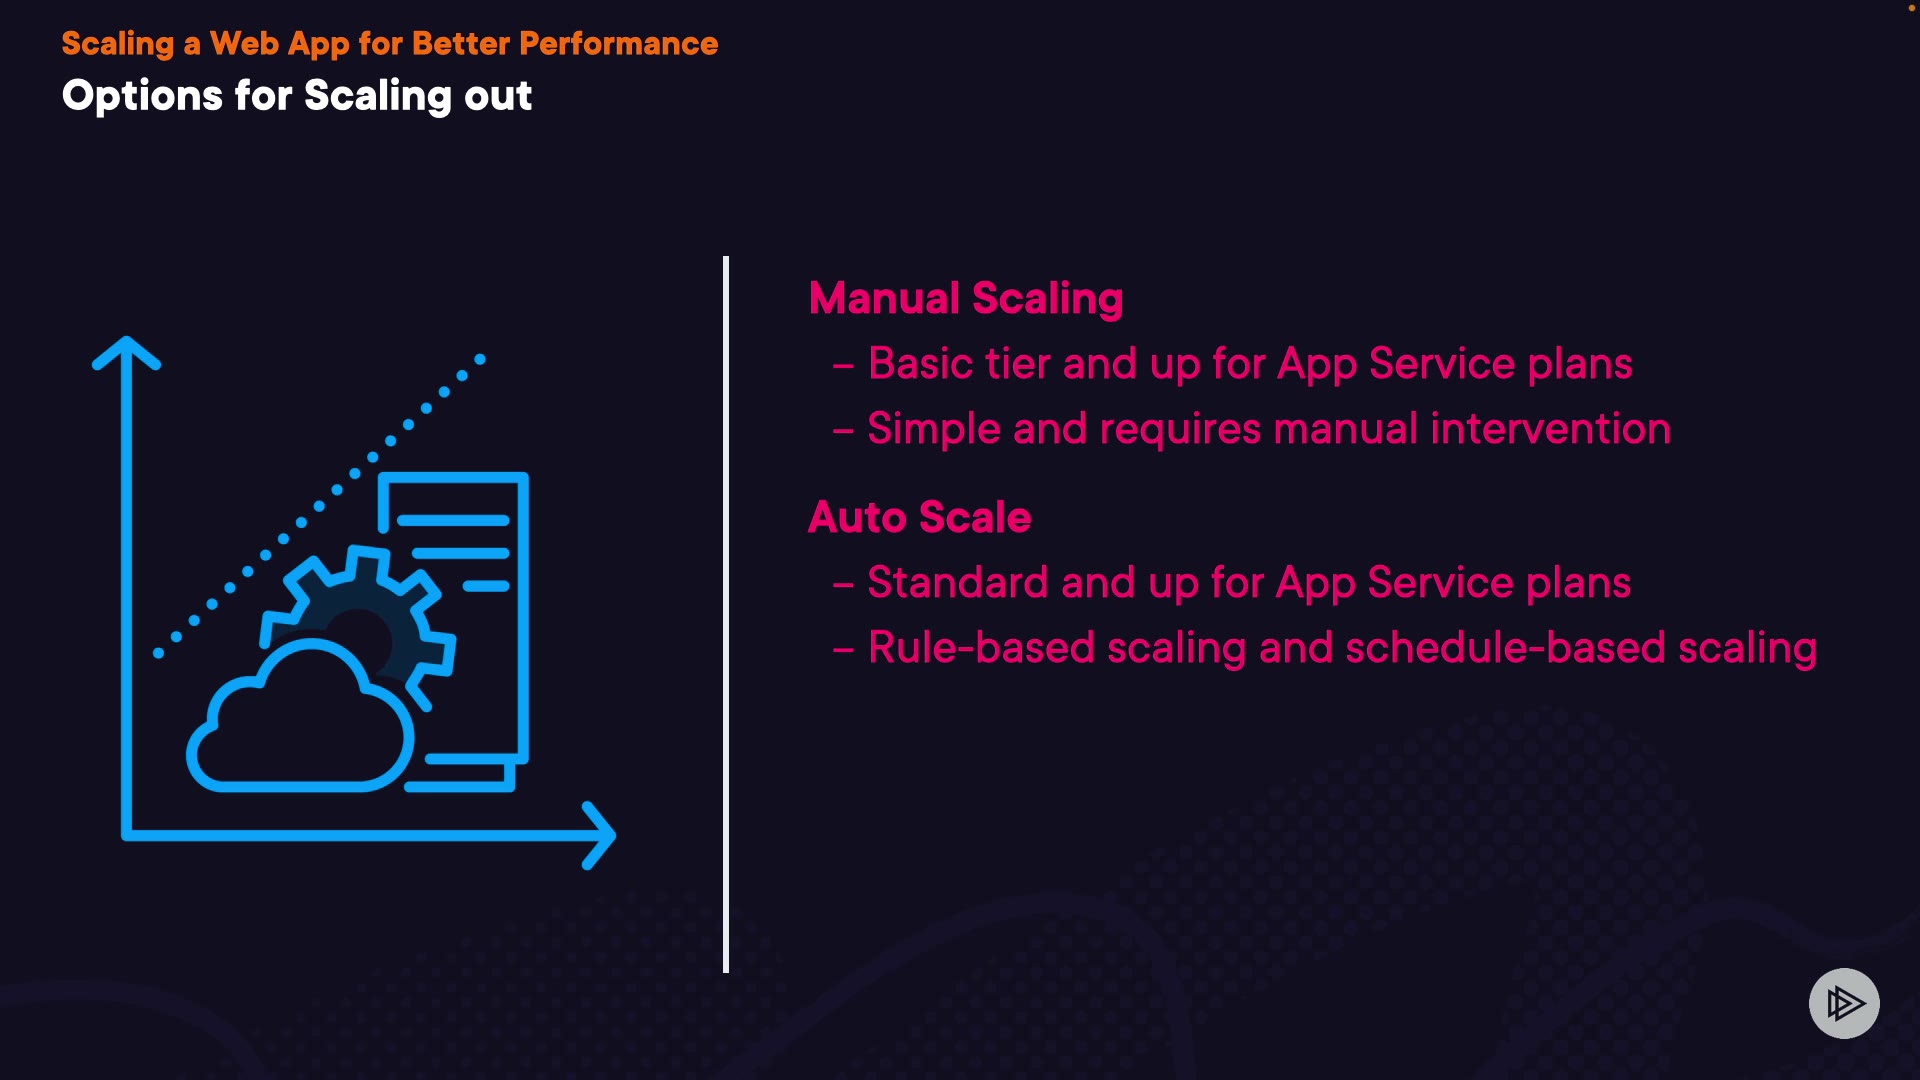 Scaling a Web App for Better Performance
Options for Scaling out
Manual Scaling
– Basic tier and up for App Service plans
– Simple and requires manual intervention
Auto Scale
– Standard and up for App Service plans
– Rule-based scaling and schedule-based scaling